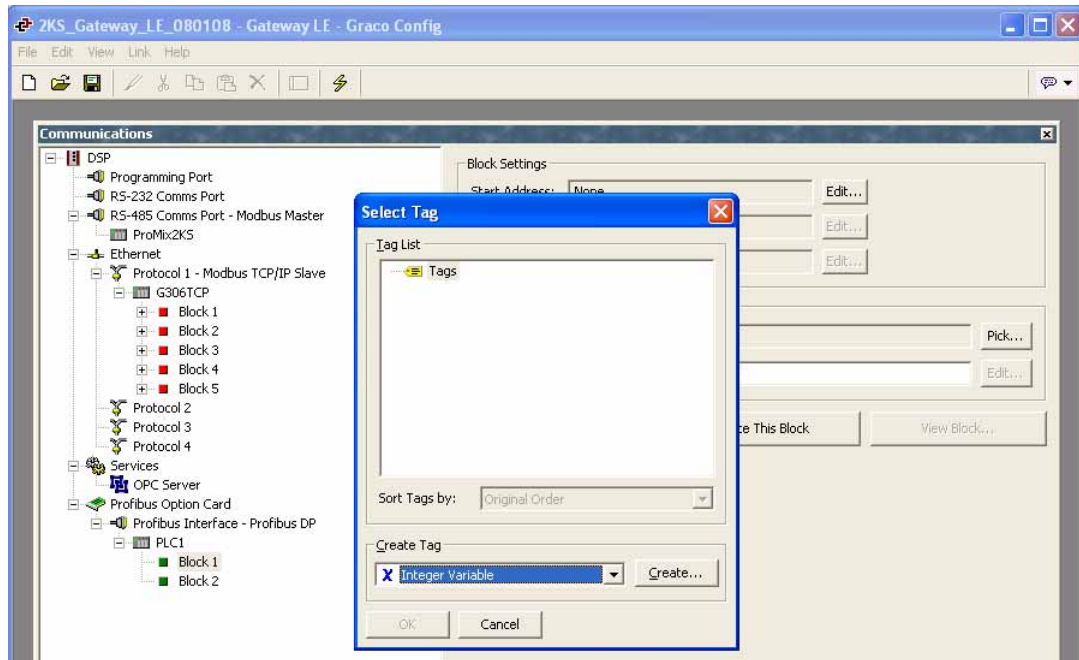 2KS_Gateway_LE_080108 - Gateway LE - Graco Config
File Edit View Link Help
Communications
DSP
Programming Port
RS-232 Comms Port
RS-485 Comms Port - Modbus Master
ProMix2KS
Ethernet
Protocol 1 - Modbus TCP/IP Slave
G306TCP
Block 1
Block 2
Block 3
Block 4
Block 5
Protocol 2
Protocol 3
Protocol 4
Services
OPC Server
Profibus Option Card
Profibus Interface - Profibus DP
PLC1
Block 1
Block 2
Block Settings
Start Address: None Edit...
Edit...
Edit...
Pick...
Edit...
This Block View Block...
Select Tag
Tag List
Tags
Sort Tags by: Original Order
Create Tag
Integer Variable Create...
OK Cancel